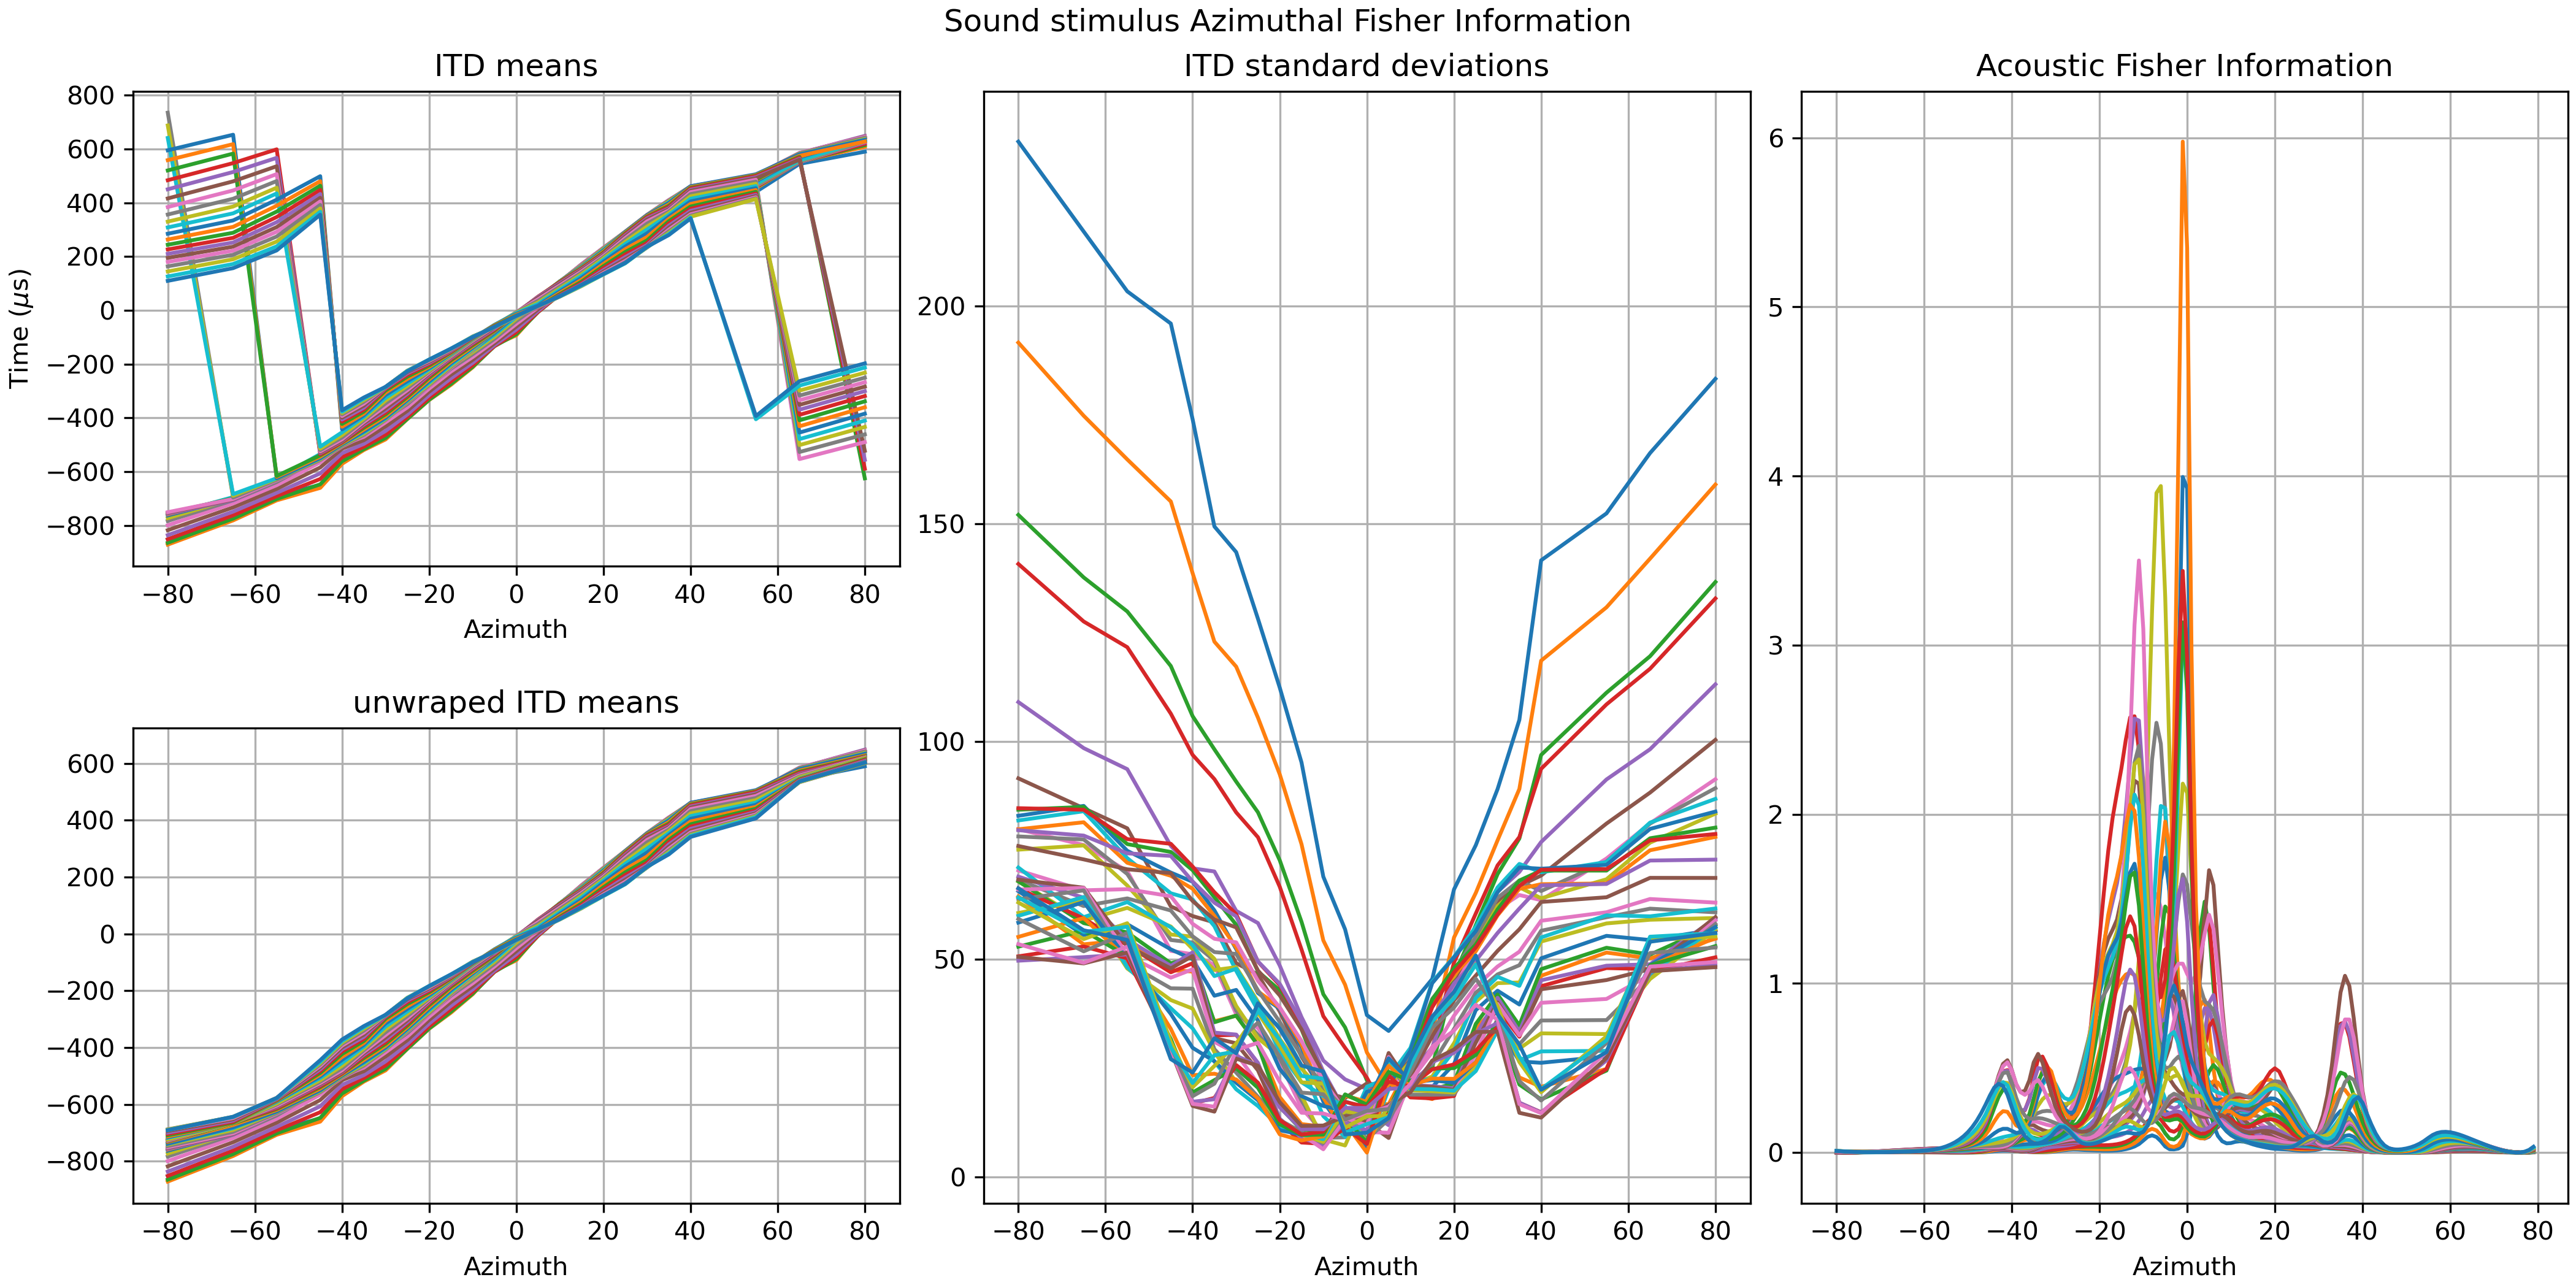 Sound stimulus Azimuthal Fisher Information
ITD means
Time (μs)
800
600
400
200
0
−200
−400
−600
−800
−80 −60 −40 −20 0 20 40 60 80
Azimuth
unwraped ITD means
600
400
200
0
−200
−400
−600
−800
−80 −60 −40 −20 0 20 40 60 80
Azimuth
ITD standard deviations
200
150
100
50
0
−80 −60 −40 −20 0 20 40 60 80
Azimuth
Acoustic Fisher Information
6
5
4
3
2
1
0
−80 −60 −40 −20 0 20 40 60 80
Azimuth